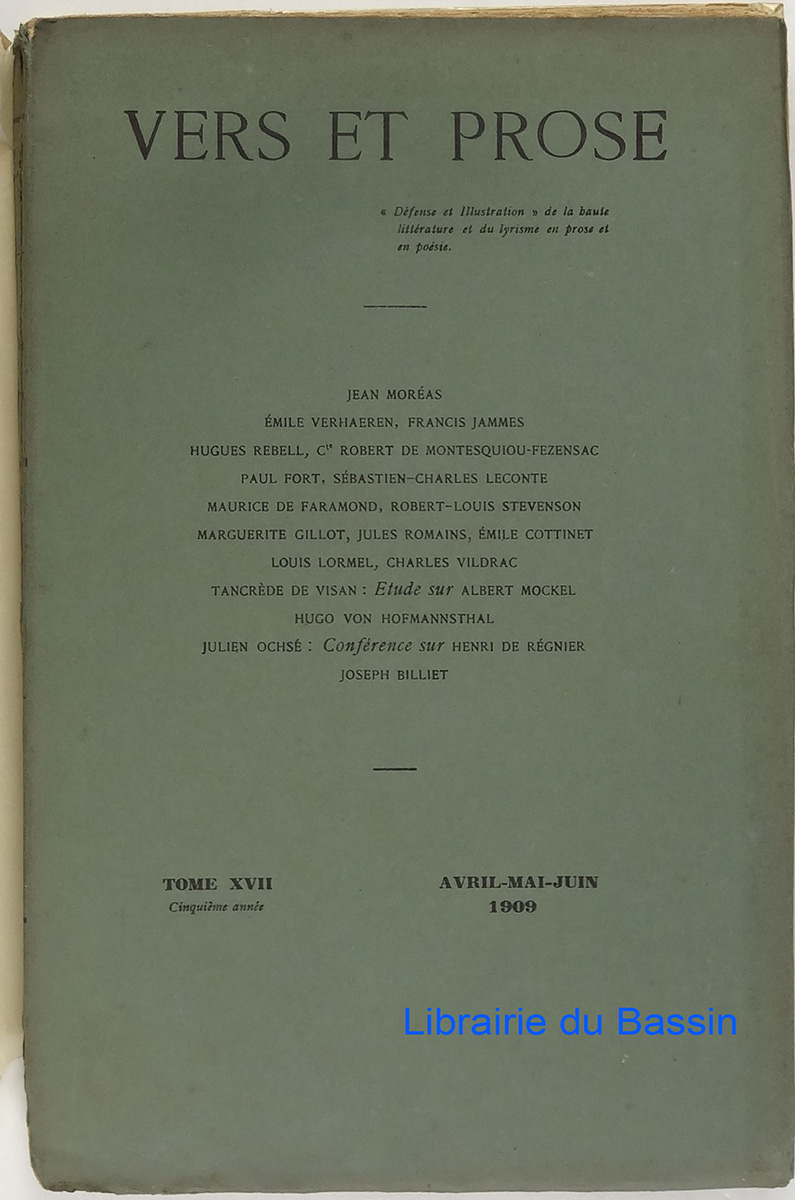 VERS ET PROSE
« Défense et Illustration » de la haute
littérature et du lyrisme en prose et
en poésie.
JEAN MORÉAS
ÉMILE VERHAEREN, FRANCIS JAMMES
HUGUES REBELL, Cte ROBERT DE MONTESQUIOU-FEZENSAC
PAUL FORT, SÉBASTIEN-CHARLES LECONTE
MAURICE DE FARAMOND, ROBERT-LOUIS STEVENSON
MARGUERITE GILLOT, JULES ROMAINS, ÉMILE COTTINET
LOUIS LORMEL, CHARLES VILDRAC
TANCRÈDE DE VISAN : Etude sur ALBERT MOCKEL
HUGO VON HOFMANNSTHAL
JULIEN OCHSÉ : Conférence sur HENRI DE RÉGNIER
JOSEPH BILLIET
TOME XVII
Cinquième année
AVRIL-MAI-JUIN
1909
Librairie du Bassin